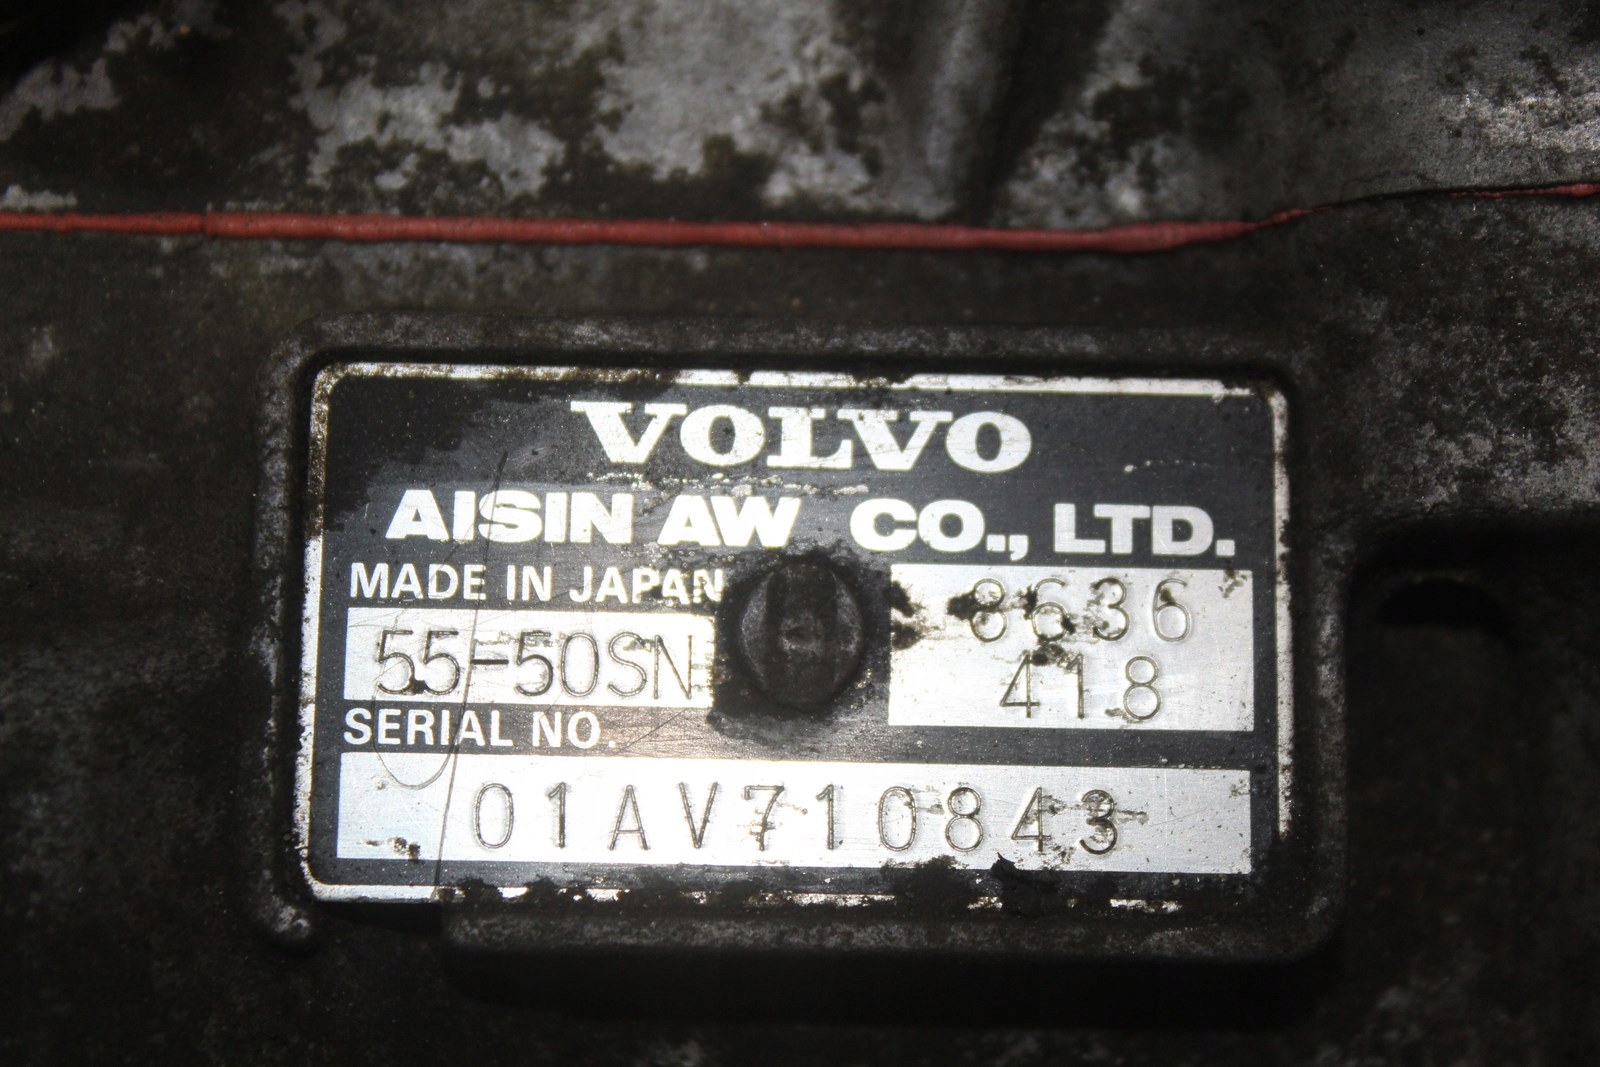 VOLVO
AISIN AW CO., LTD.
MADE IN JAPAN
8636
55-50SN
418
SERIAL NO.
01AV710843